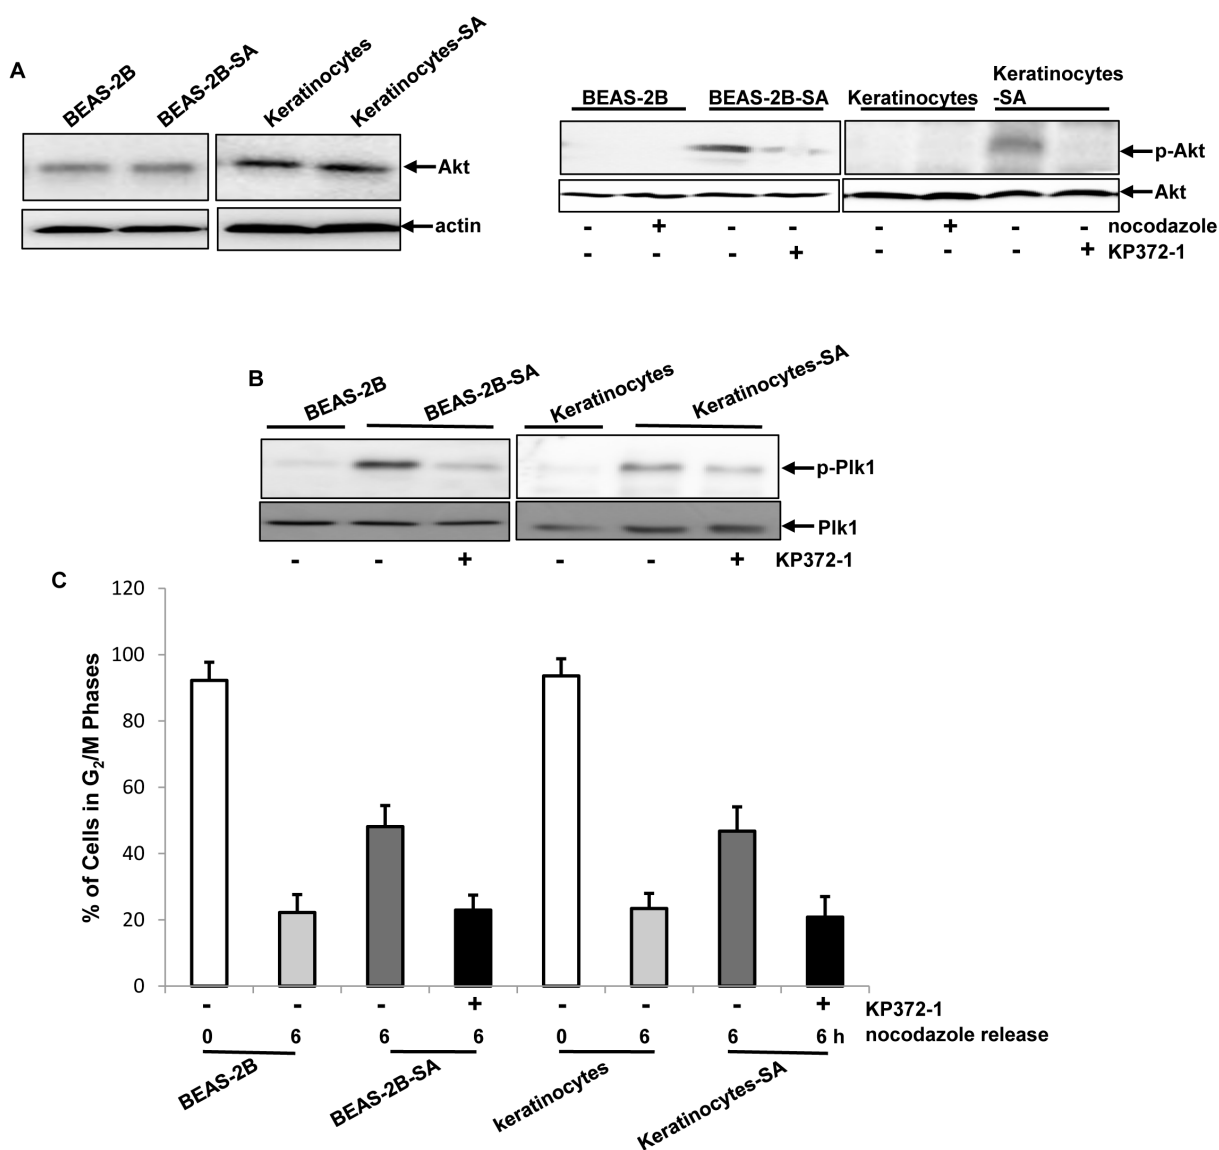 A
BEAS-2B
BEAS-2B-SA
Keratinocytes
Keratinocytes-SA
Akt
actin
BEAS-2B
BEAS-2B-SA
Keratinocytes
Keratinocytes
-SA
p-Akt
Akt
- + - - - + - - nocodazole
- - - + - - - + KP372-1
B
BEAS-2B
BEAS-2B-SA
Keratinocytes
Keratinocytes-SA
p-Plk1
Plk1
- - + - - + KP372-1
C
% of Cells in G2/M Phases
120
100
80
60
40
20
0
- - - + - - - + KP372-1
0 6 6 6 0 6 6 6 h nocodazole release
BEAS-2B
BEAS-2B-SA
keratinocytes
Keratinocytes-SA